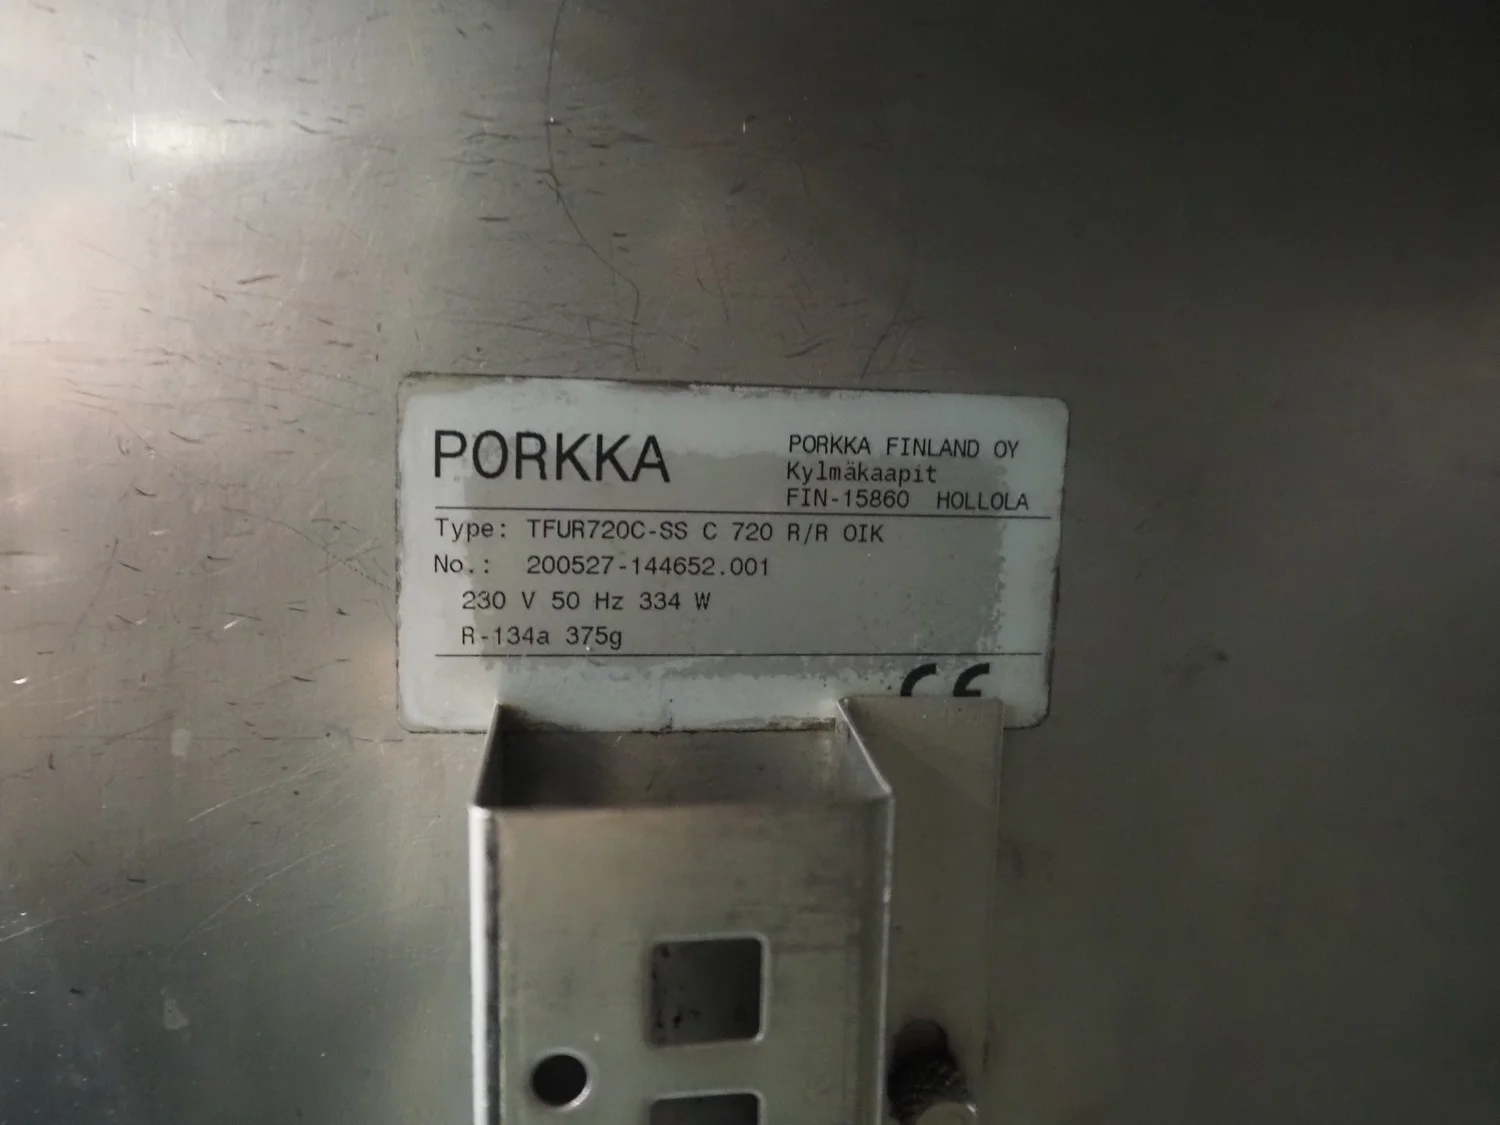 PORKKA
PORKKA FINLAND OY
Kylmäkaapit
FIN-15860 HOLLOLA
Type: TFUR720C-SS C 720 R/R OIK
No.: 200527-144652.001
230 V 50 Hz 334 W
R-134a 375g
CE